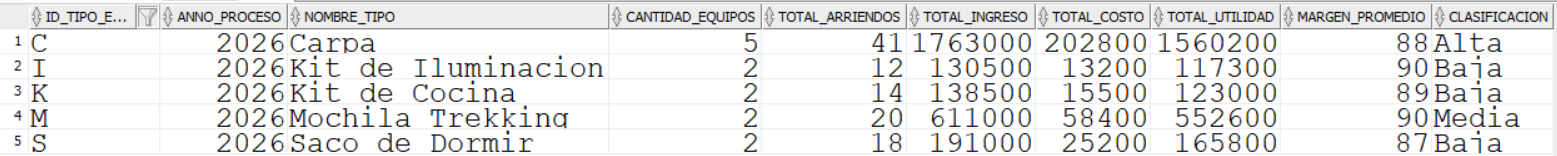 ID_TIPO_E... ANNO_PROCESO NOMBRE_TIPO CANTIDAD_EQUIPOS TOTAL_ARRIENDOS TOTAL_INGRESO TOTAL_COSTO TOTAL_UTILIDAD MARGEN_PROMEDIO CLASIFICACION
1 C 2026 Carpa 5 41 1763000 202800 1560200 88 Alta
2 I 2026 Kit de Iluminacion 2 12 130500 13200 117300 90 Baja
3 K 2026 Kit de Cocina 2 14 138500 15500 123000 89 Baja
4 M 2026 Mochila Trekking 2 20 611000 58400 552600 90 Media
5 S 2026 Saco de Dormir 2 18 191000 25200 165800 87 Baja